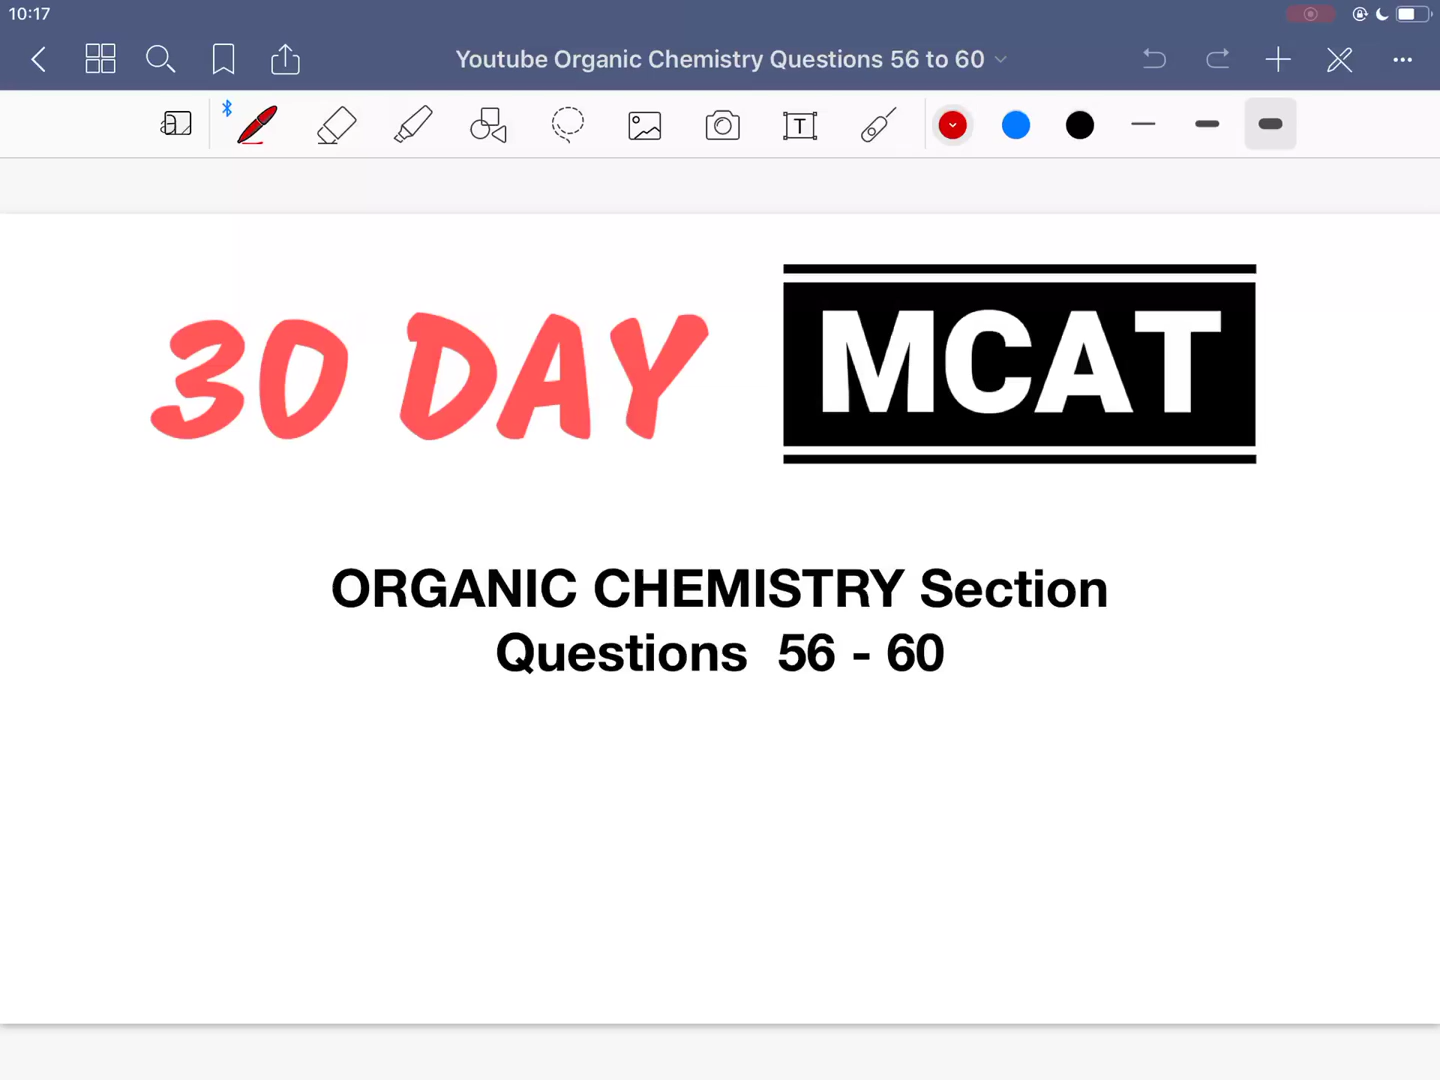 10:17
Youtube Organic Chemistry Questions 56 to 60
30 DAY MCAT
ORGANIC CHEMISTRY Section
Questions 56 - 60